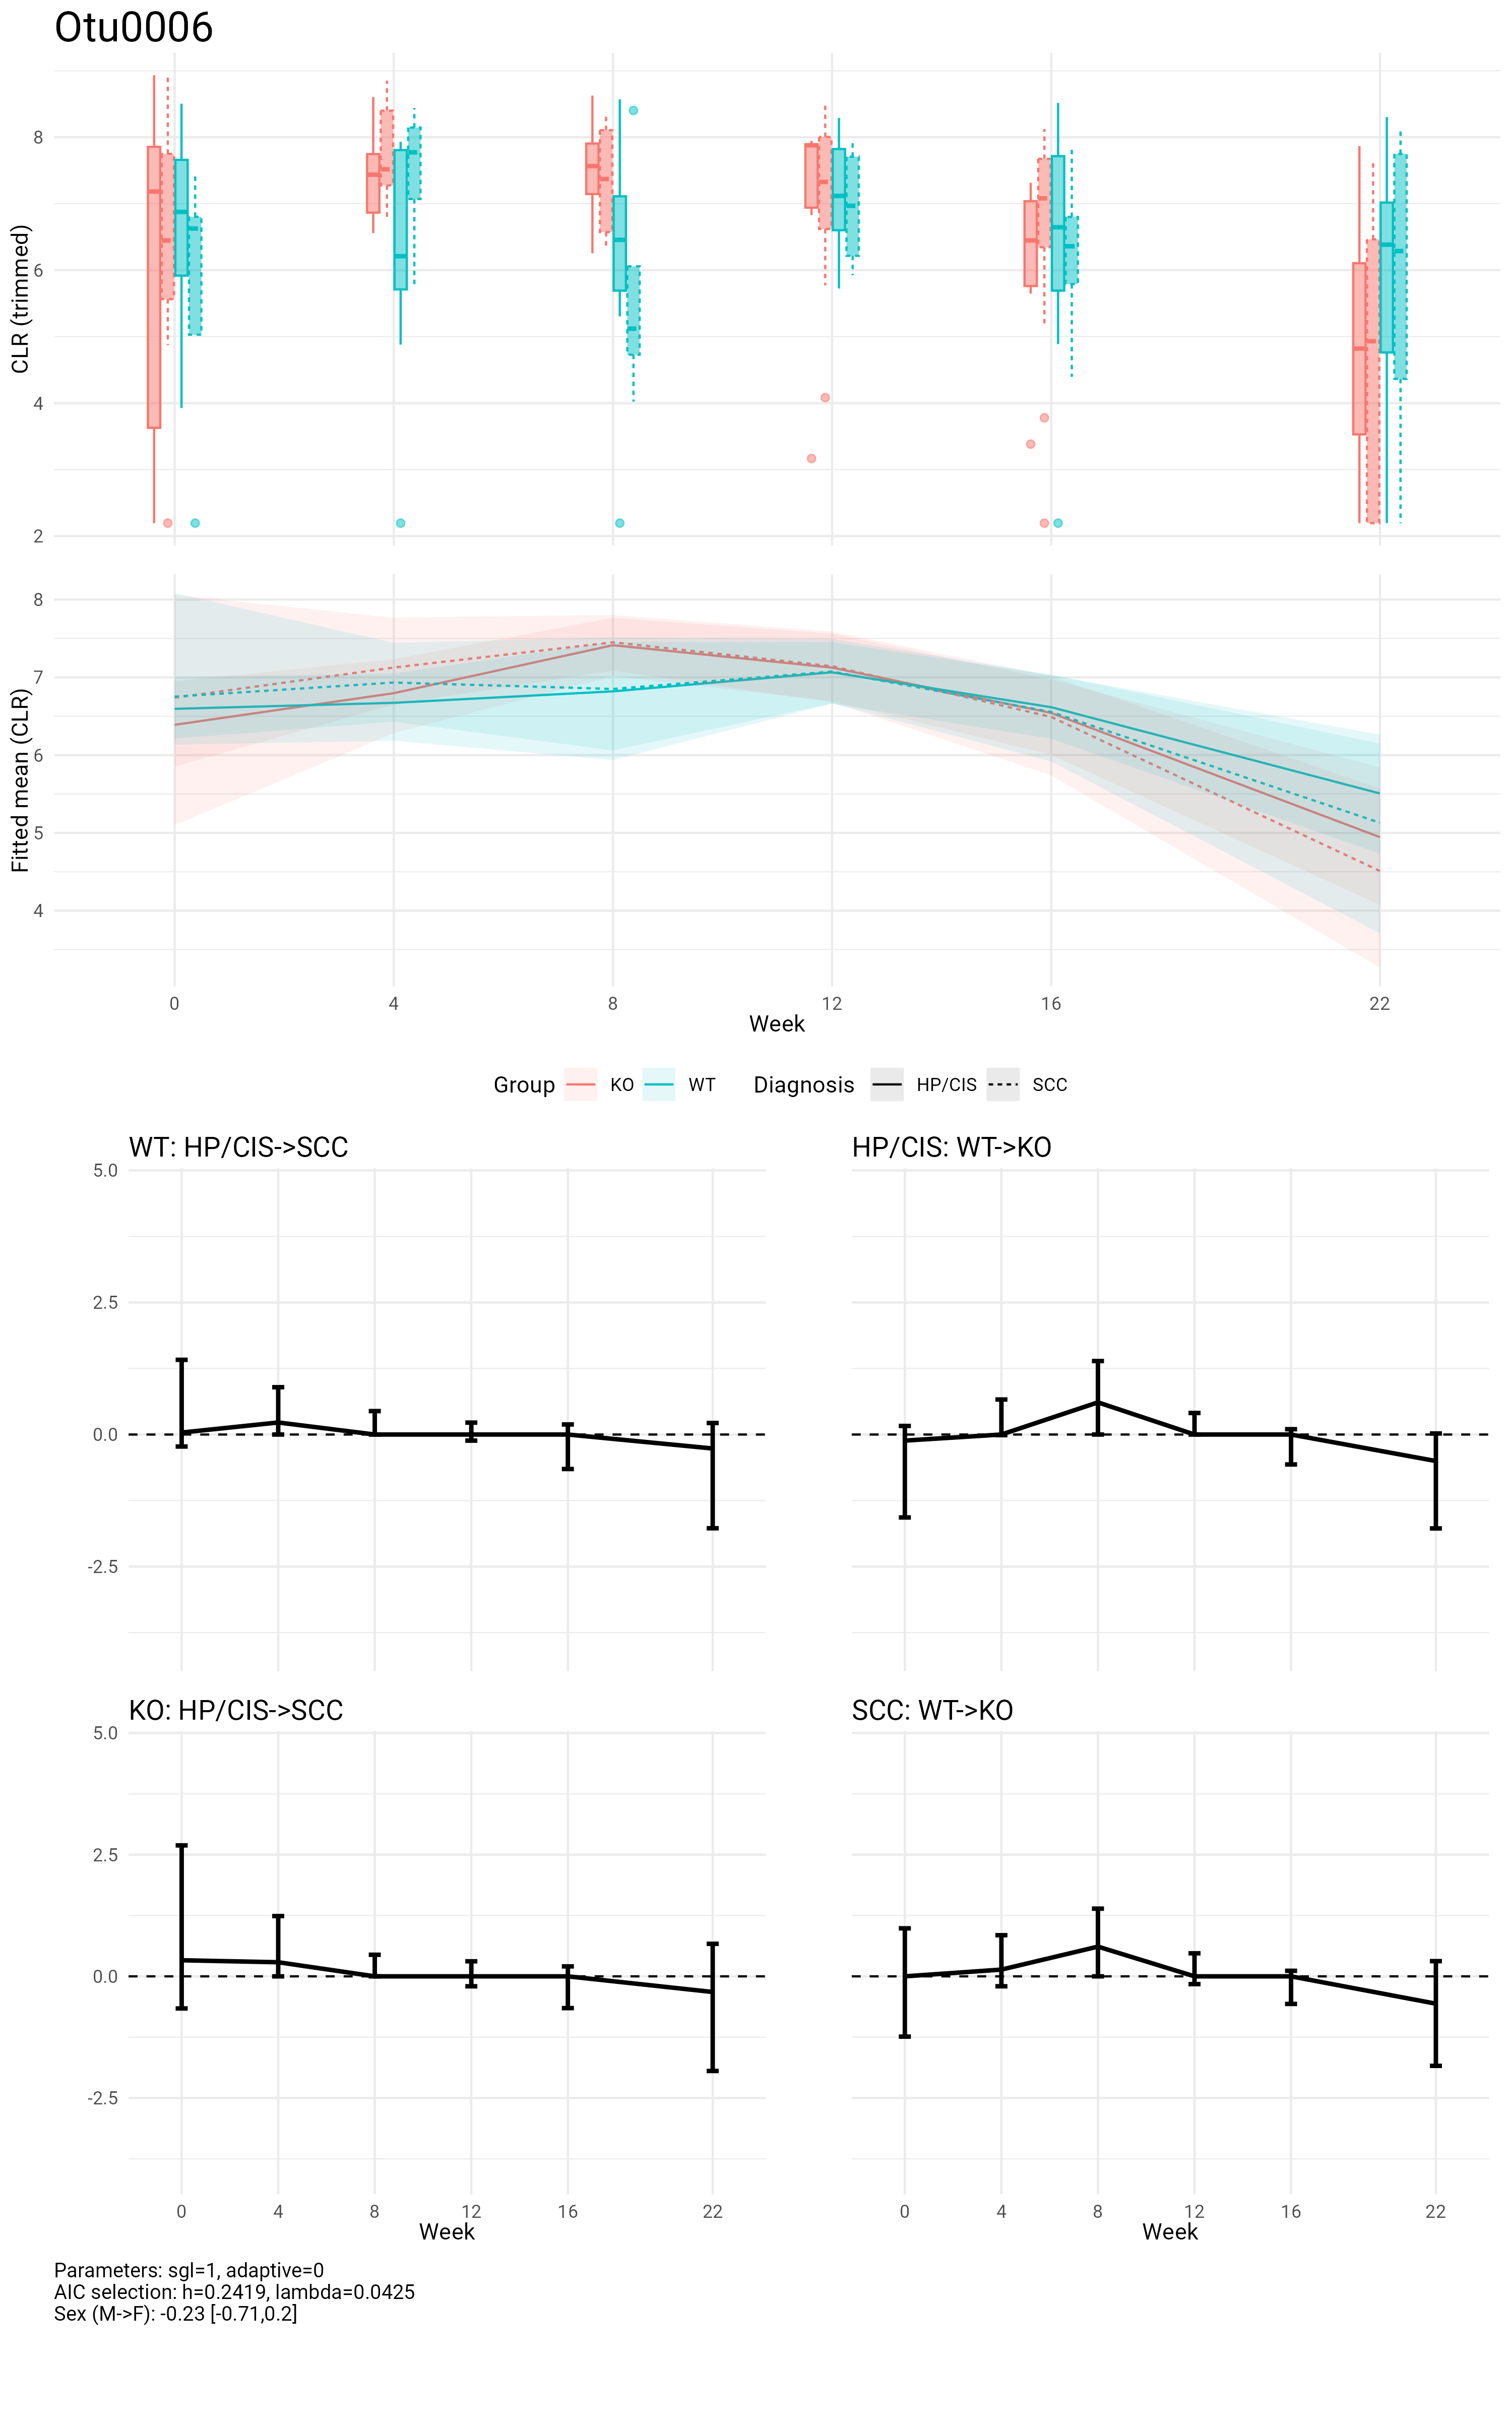 Otu0006
CLR (trimmed)
8
6
4
2
Fitted mean (CLR)
8
7
6
5
4
0 4 8 12 16 22
Week
Group KO WT Diagnosis HP/CIS SCC
WT: HP/CIS->SCC
5.0
2.5
0.0
-2.5
HP/CIS: WT->KO
KO: HP/CIS->SCC
5.0
2.5
0.0
-2.5
0 4 8 12 16 22
Week
SCC: WT->KO
0 4 8 12 16 22
Week
Parameters: sgl=1, adaptive=0
AIC selection: h=0.2419, lambda=0.0425
Sex (M->F): -0.23 [-0.71,0.2]